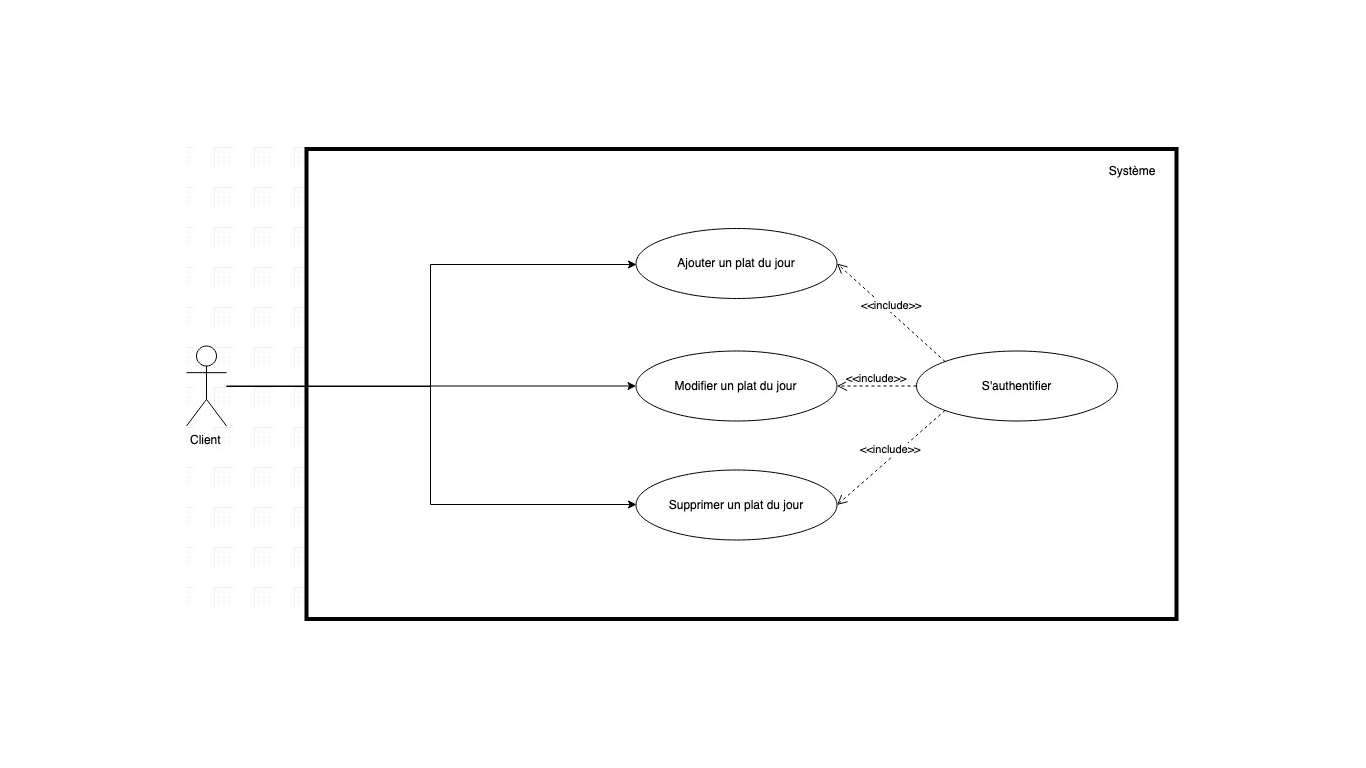 Système
Ajouter un plat du jour
<<include>>
Modifier un plat du jour
<<include>>
S'authentifier
Client
<<include>>
Supprimer un plat du jour